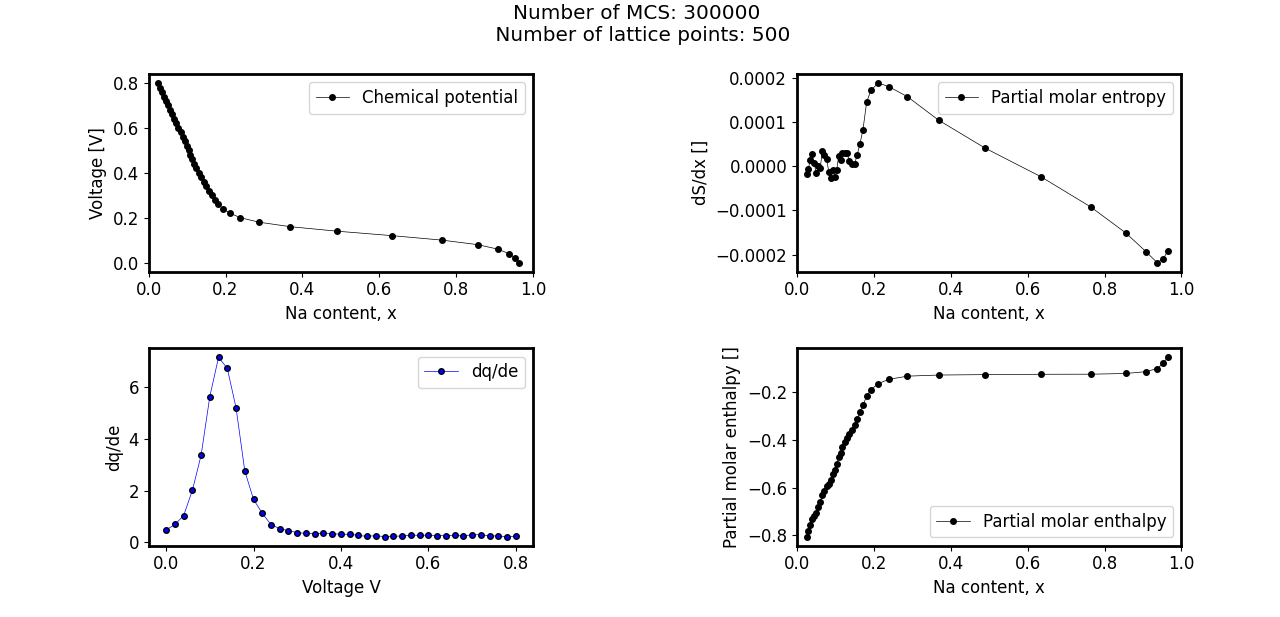 Number of MCS: 300000
Number of lattice points: 500
Chemical potential
Voltage [V]
0.8
0.6
0.4
0.2
0.0
0.0 0.2 0.4 0.6 0.8 1.0
Na content, x
Partial molar entropy
dS/dx []
0.0002
0.0001
0.0000
−0.0001
−0.0002
0.0 0.2 0.4 0.6 0.8 1.0
Na content, x
dq/de
dq/de
6
4
2
0
0.0 0.2 0.4 0.6 0.8
Voltage V
Partial molar enthalpy []
−0.2
−0.4
−0.6
−0.8
Partial molar enthalpy
0.0 0.2 0.4 0.6 0.8 1.0
Na content, x